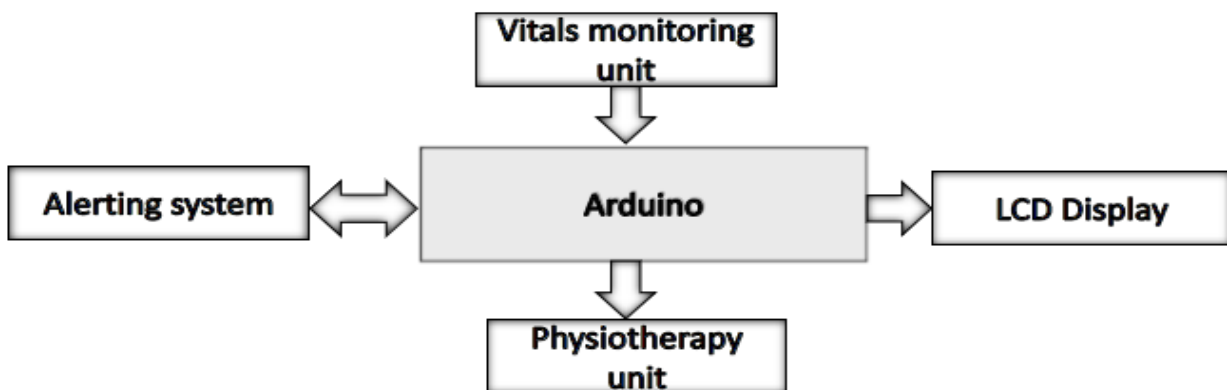 Vitals monitoring
unit
Alerting system
Arduino
LCD Display
Physiotherapy
unit